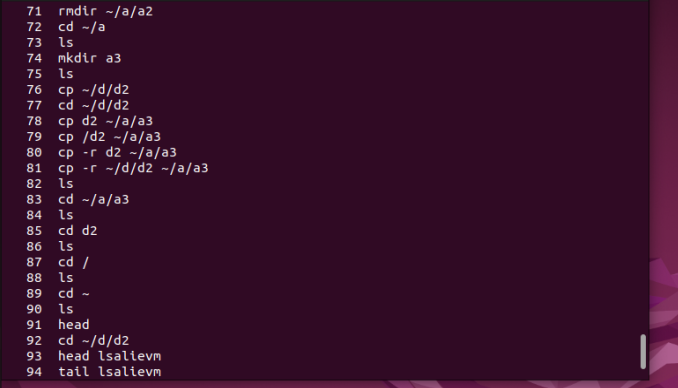 71 rmdir ~/a/a2
72 cd ~/a
73 ls
74 mkdir a3
75 ls
76 cp ~/d/d2
77 cd ~/d/d2
78 cp d2 ~/a/a3
79 cp /d2 ~/a/a3
80 cp -r d2 ~/a/a3
81 cp -r ~/d/d2 ~/a/a3
82 ls
83 cd ~/a/a3
84 ls
85 cd d2
86 ls
87 cd /
88 ls
89 cd ~
90 ls
91 head
92 cd ~/d/d2
93 head lsalievm
94 tail lsalievm